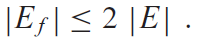 |E_f| ≤ 2 |E| .